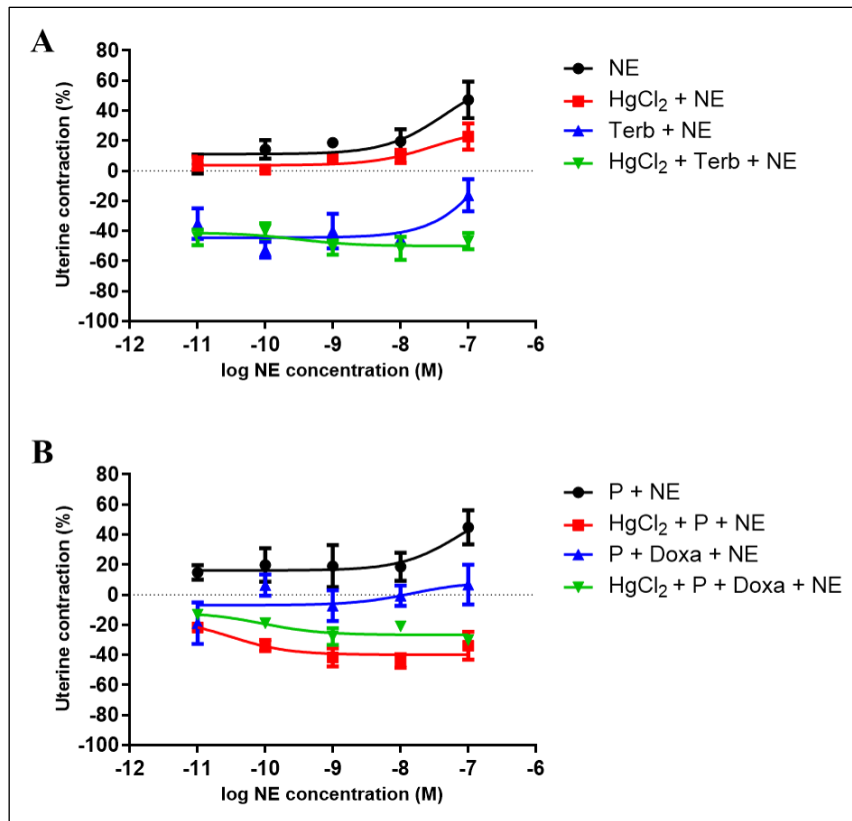 A
80
60
40
20
0
-20
-40
-60
-80
-100
Uterine contraction (%)
-12 -11 -10 -9 -8 -7 -6
log NE concentration (M)
NE
HgCl₂ + NE
Terb + NE
HgCl₂ + Terb + NE
B
80
60
40
20
0
-20
-40
-60
-80
-100
Uterine contraction (%)
-12 -11 -10 -9 -8 -7 -6
log NE concentration (M)
P + NE
HgCl₂ + P + NE
P + Doxa + NE
HgCl₂ + P + Doxa + NE